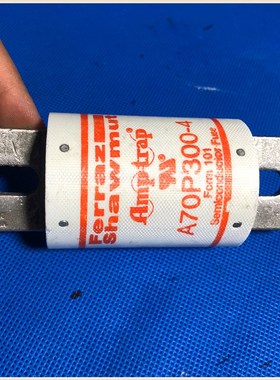 Ferraz
Shawmut
Amp-trap
A70P300-4
Form 101
Semiconductor Fuse